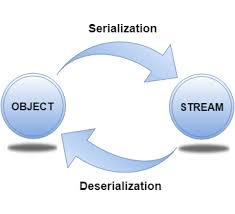 Serialization
OBJECT
STREAM
Deserialization